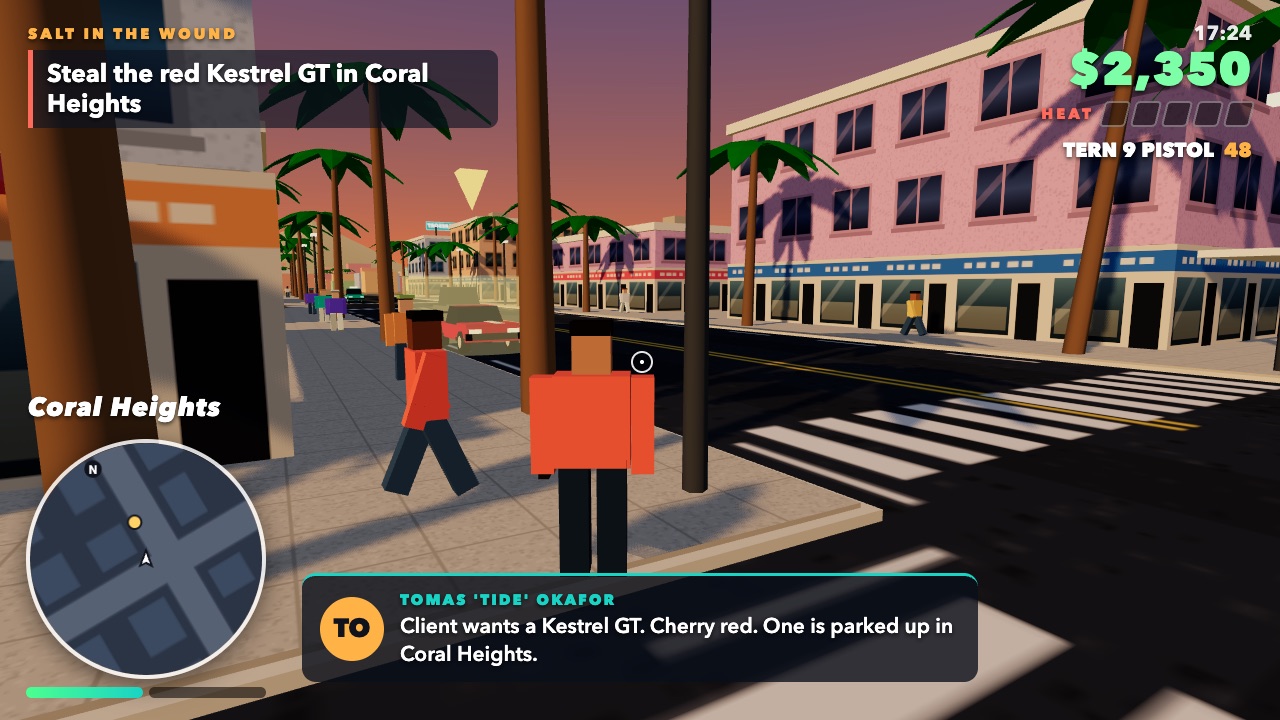 SALT IN THE WOUND
Steal the red Kestrel GT in Coral
Heights
17:24
$2,350
HEAT
TERN 9 PISTOL 48
Coral Heights
N
TO
TOMAS 'TIDE' OKAFOR
Client wants a Kestrel GT. Cherry red. One is parked up in
Coral Heights.